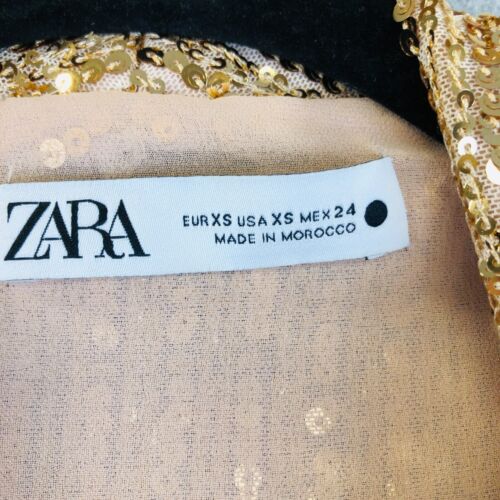 ZARA
EUR XS USA XS MEX 24
MADE IN MOROCCO